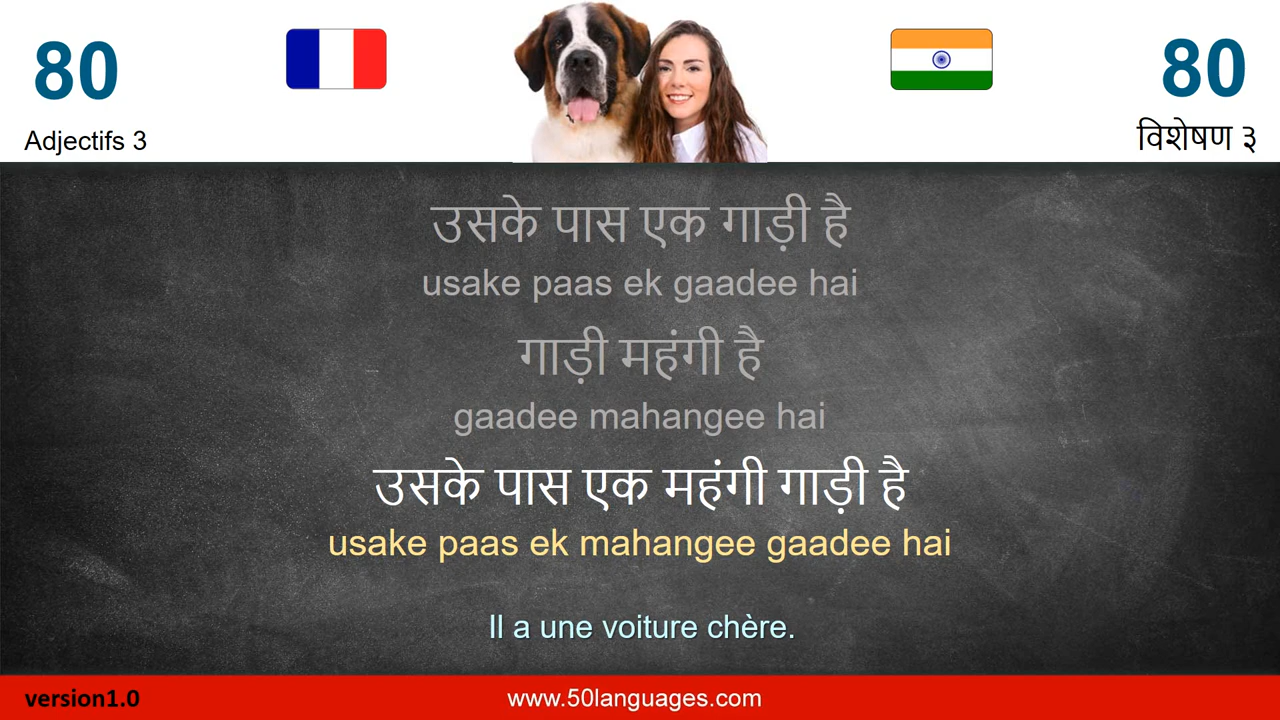 80
80
Adjectifs 3
विशेषण ३
उसके पास एक गाड़ी है
usake paas ek gaadee hai
गाड़ी महंगी है
gaadee mahangee hai
उसके पास एक महंगी गाड़ी है
usake paas ek mahangee gaadee hai
Il a une voiture chère.
version1.0
www.50languages.com